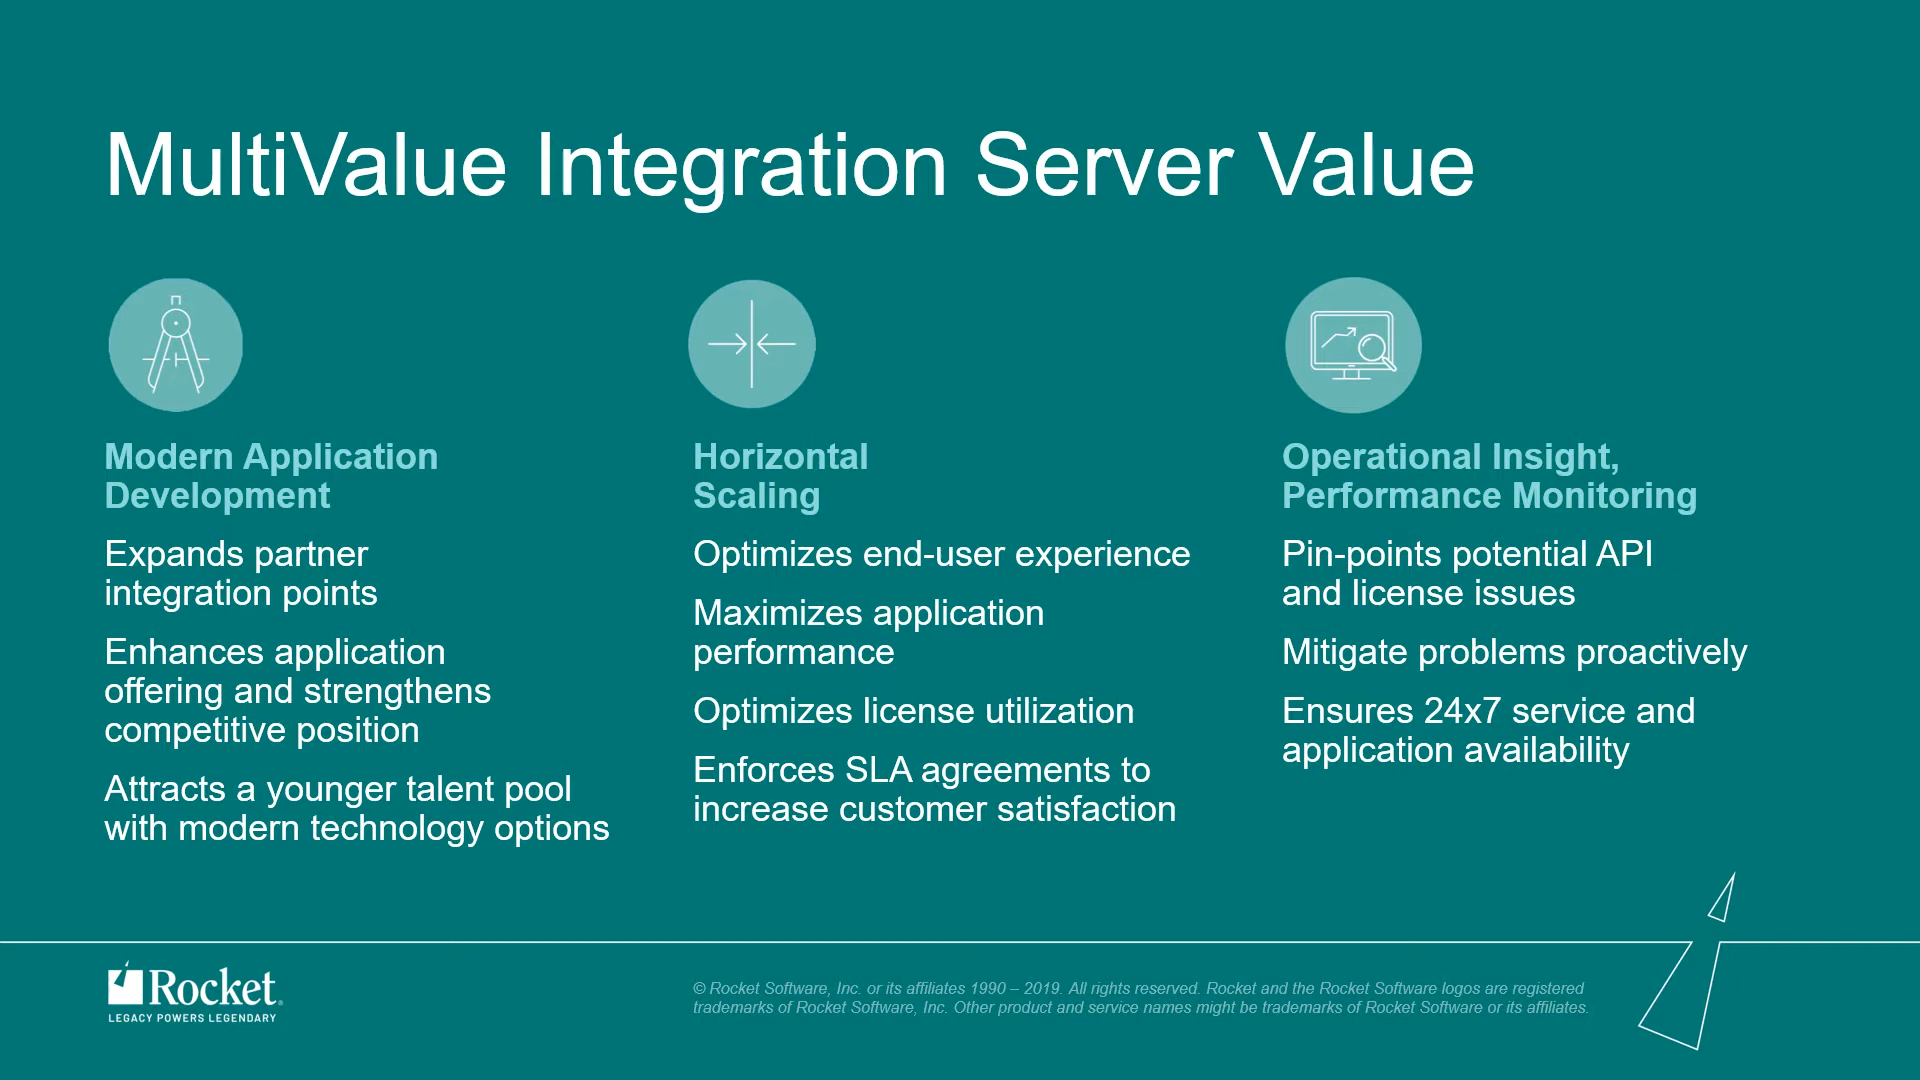 MultiValue Integration Server Value
Modern Application
Development
Expands partner
integration points
Enhances application
offering and strengthens
competitive position
Attracts a younger talent pool
with modern technology options
Horizontal
Scaling
Optimizes end-user experience
Maximizes application
performance
Optimizes license utilization
Enforces SLA agreements to
increase customer satisfaction
Operational Insight,
Performance Monitoring
Pin-points potential API
and license issues
Mitigate problems proactively
Ensures 24x7 service and
application availability
Rocket®
LEGACY POWERS LEGENDARY
© Rocket Software, Inc. or its affiliates 1990 – 2019. All rights reserved. Rocket and the Rocket Software logos are registered
trademarks of Rocket Software, Inc. Other product and service names might be trademarks of Rocket Software or its affiliates.